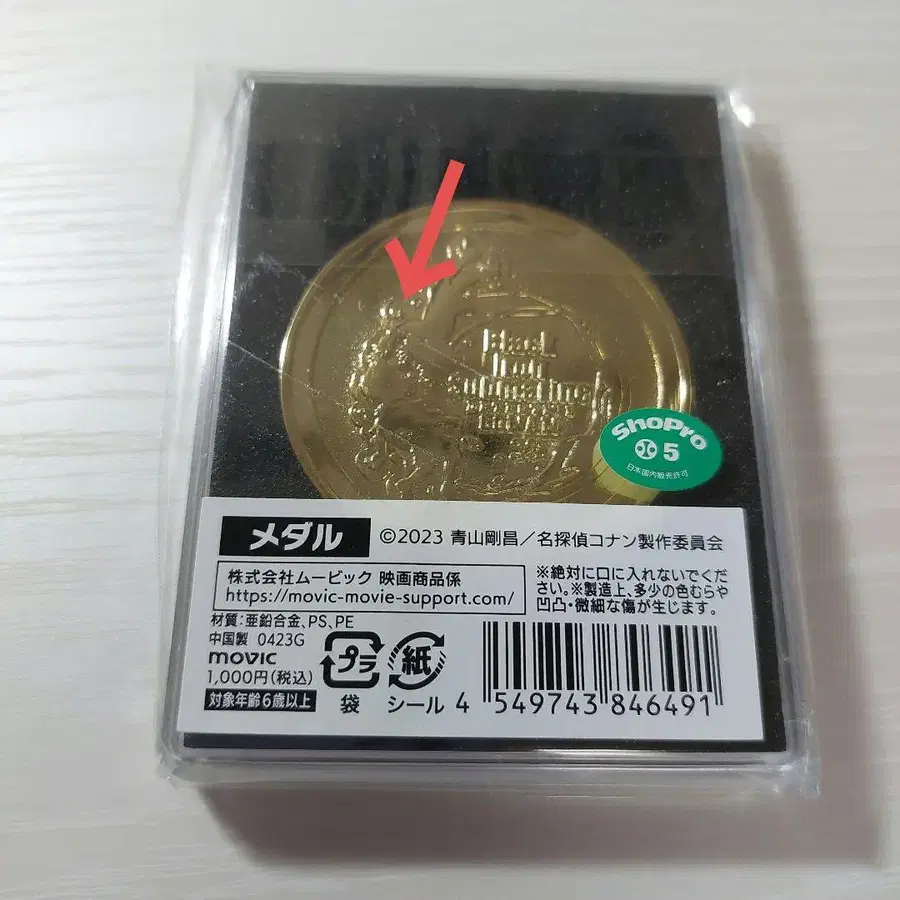 Black
Iron
Submarine
ShoPro
5
日本国内販売許可
メダル
©2023 青山剛昌／名探偵コナン製作委員会
株式会社ムービック 映画商品係
https://movic-movie-support.com/
※絶対に口に入れないでくだ
さい。※製造上、多少の色むらや
凹凸・微細な傷が生じます。
材質:亜鉛合金、PS、PE
中国製 0423G
movic
1,000円(税込)
対象年齢6歳以上
プラ
袋
紙
シール
4 549743 846491